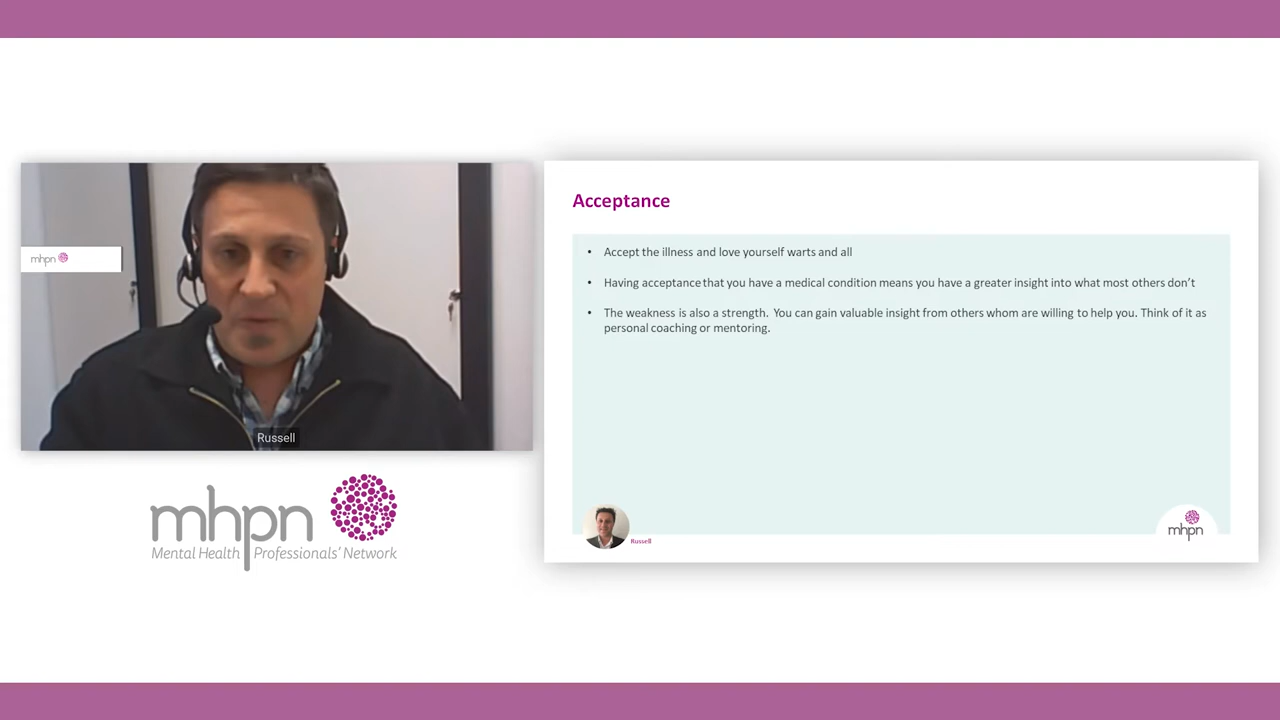 mhpn
Russell
mhpn
Mental Health Professionals' Network
Acceptance
• Accept the illness and love yourself warts and all
• Having acceptance that you have a medical condition means you have a greater insight into what most others don't
• The weakness is also a strength. You can gain valuable insight from others whom are willing to help you. Think of it as
personal coaching or mentoring.
Russell
mhpn